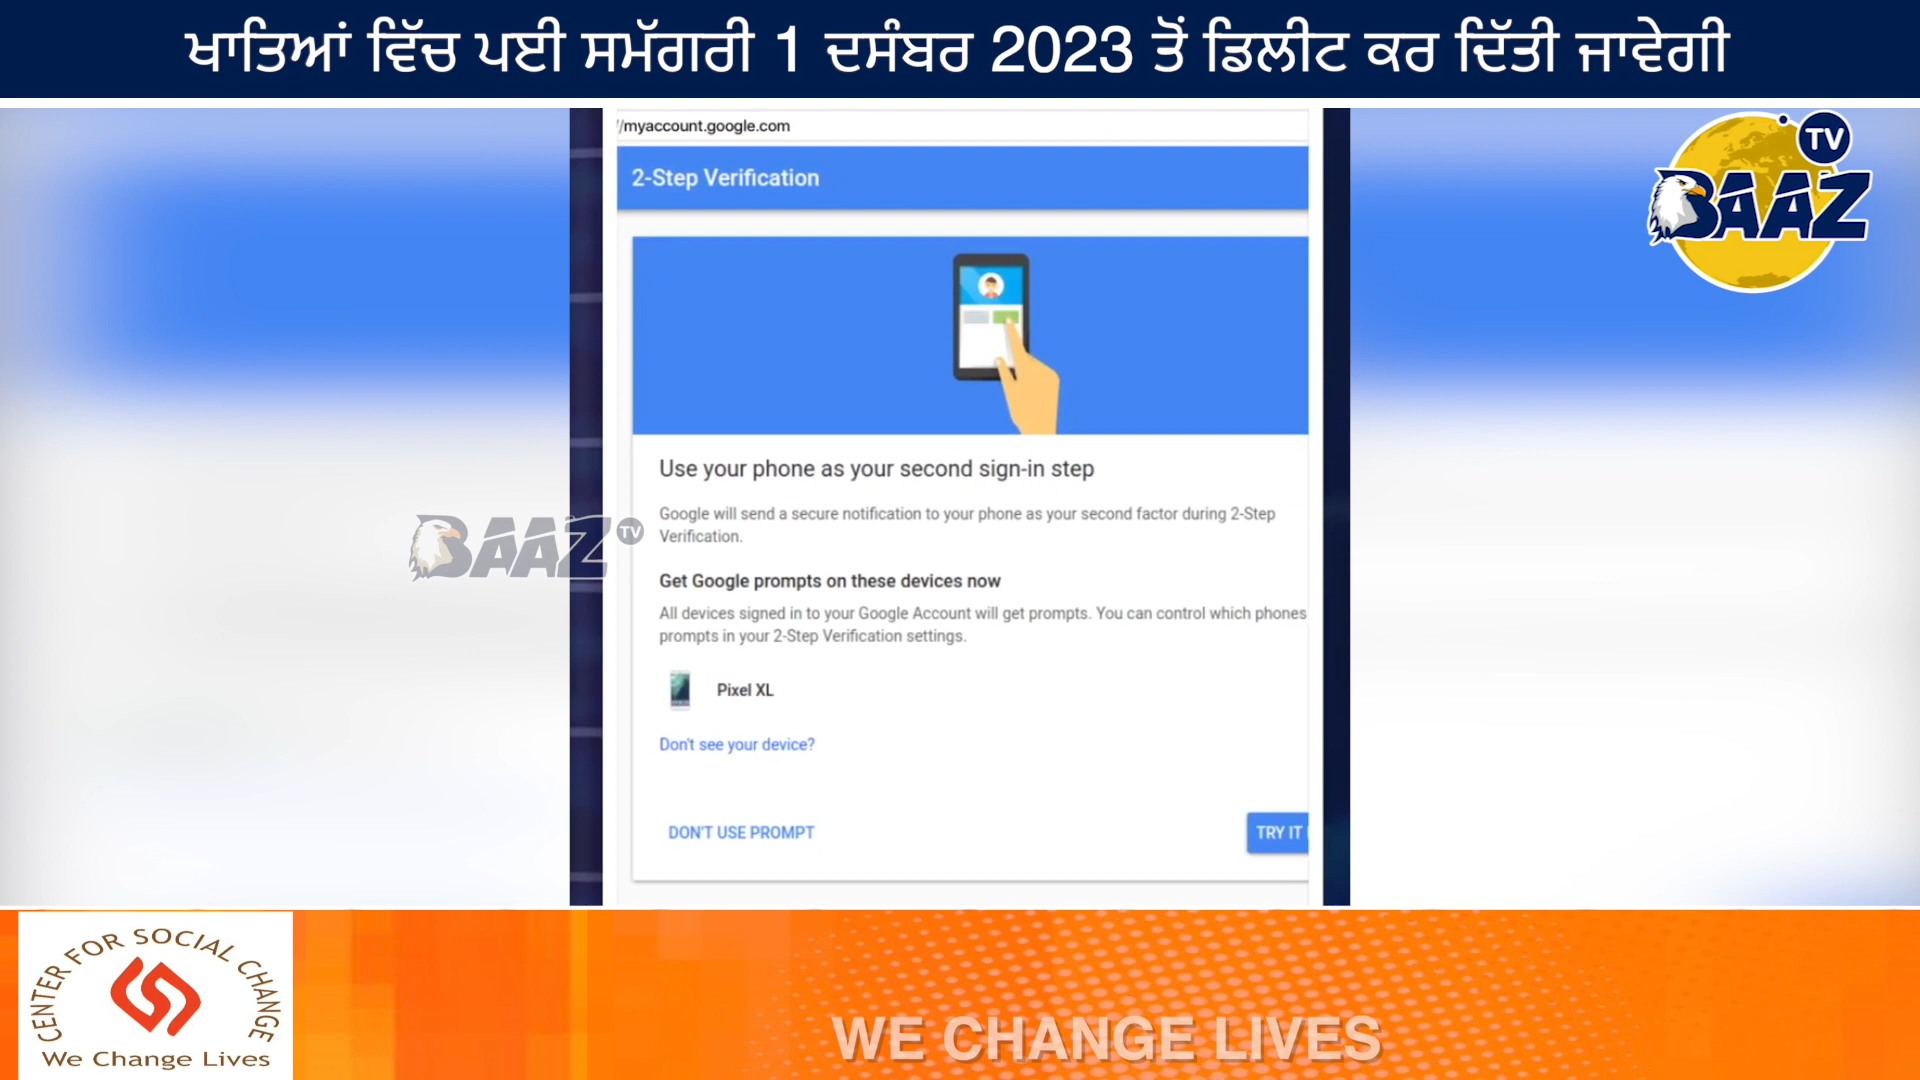 ਖਾਤਿਆਂ ਵਿੱਚ ਪਈ ਸਮੱਗਰੀ 1 ਦਸੰਬਰ 2023 ਤੋਂ ਡਿਲੀਟ ਕਰ ਦਿੱਤੀ ਜਾਵੇਗੀ
//myaccount.google.com
TV
BAAZ
2-Step Verification
Use your phone as your second sign-in step
Google will send a secure notification to your phone as your second factor during 2-Step
Verification.
BAAZ TV
Get Google prompts on these devices now
All devices signed in to your Google Account will get prompts. You can control which phones
prompts in your 2-Step Verification settings.
Pixel XL
Don't see your device?
DON'T USE PROMPT
TRY IT
CENTER FOR SOCIAL CHANGE
We Change Lives
WE CHANGE LIVES